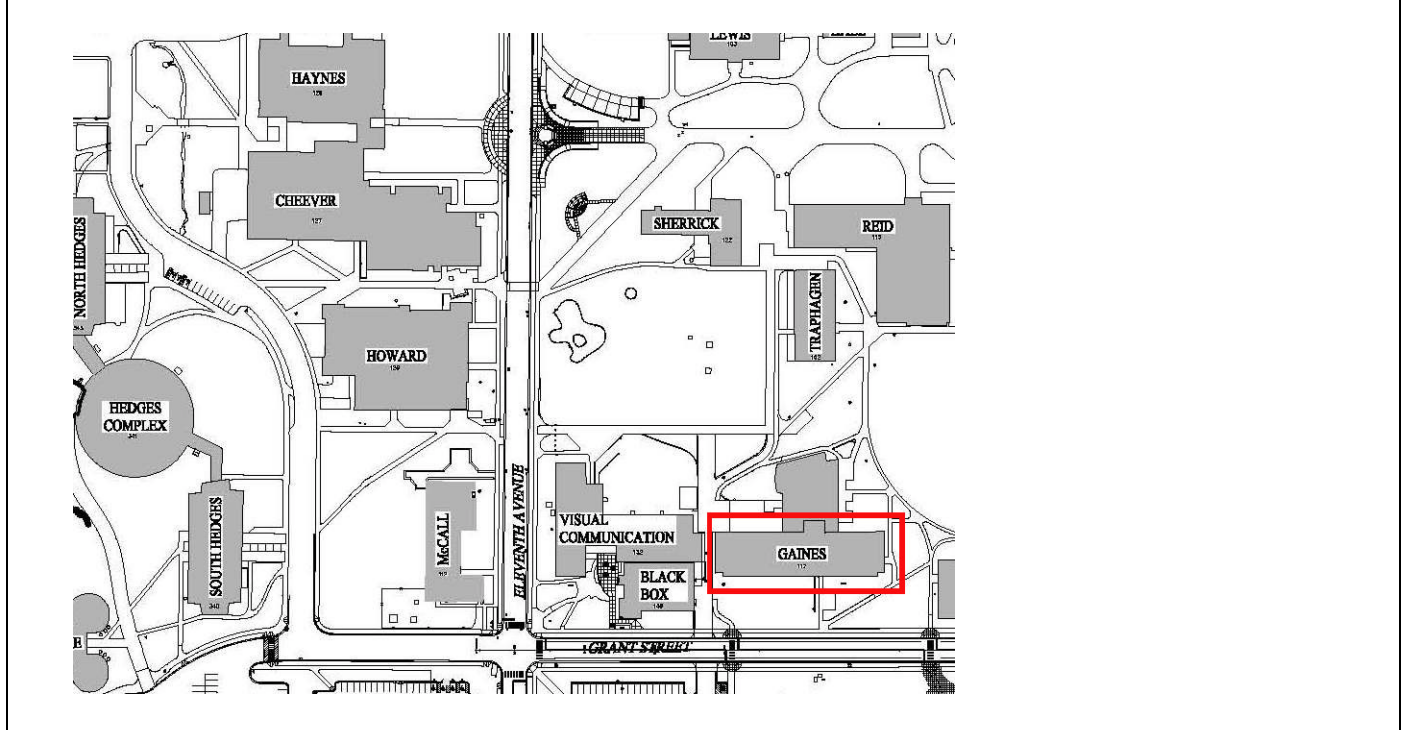 LEWIS
103
HAYNES
CHEEVER
127
SHERRICK
REID
NORTH HEDGES
TRAPHAGEN
HOWARD
HEDGES
COMPLEX
ELEVENTH AVENUE
McCALL
SOUTH HEDGES
340
VISUAL
COMMUNICATION
GAINES
BLACK
BOX
GRANT STREET
E